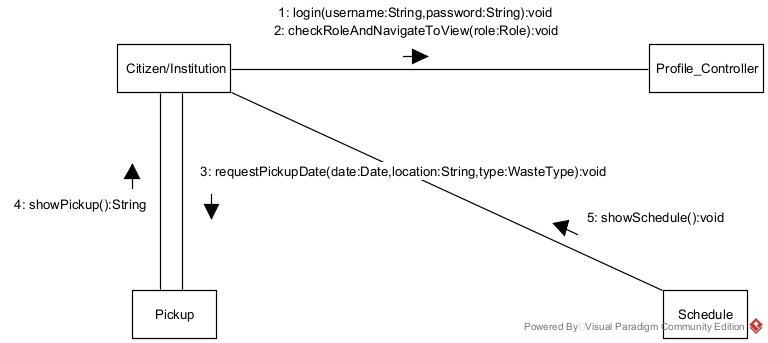 1: login(username:String,password:String):void
2: checkRoleAndNavigateToView(role:Role):void
Citizen/Institution
Profile_Controller
3: requestPickupDate(date:Date,location:String,type:WasteType):void
4: showPickup():String
5: showSchedule():void
Pickup
Schedule
Powered By Visual Paradigm Community Edition